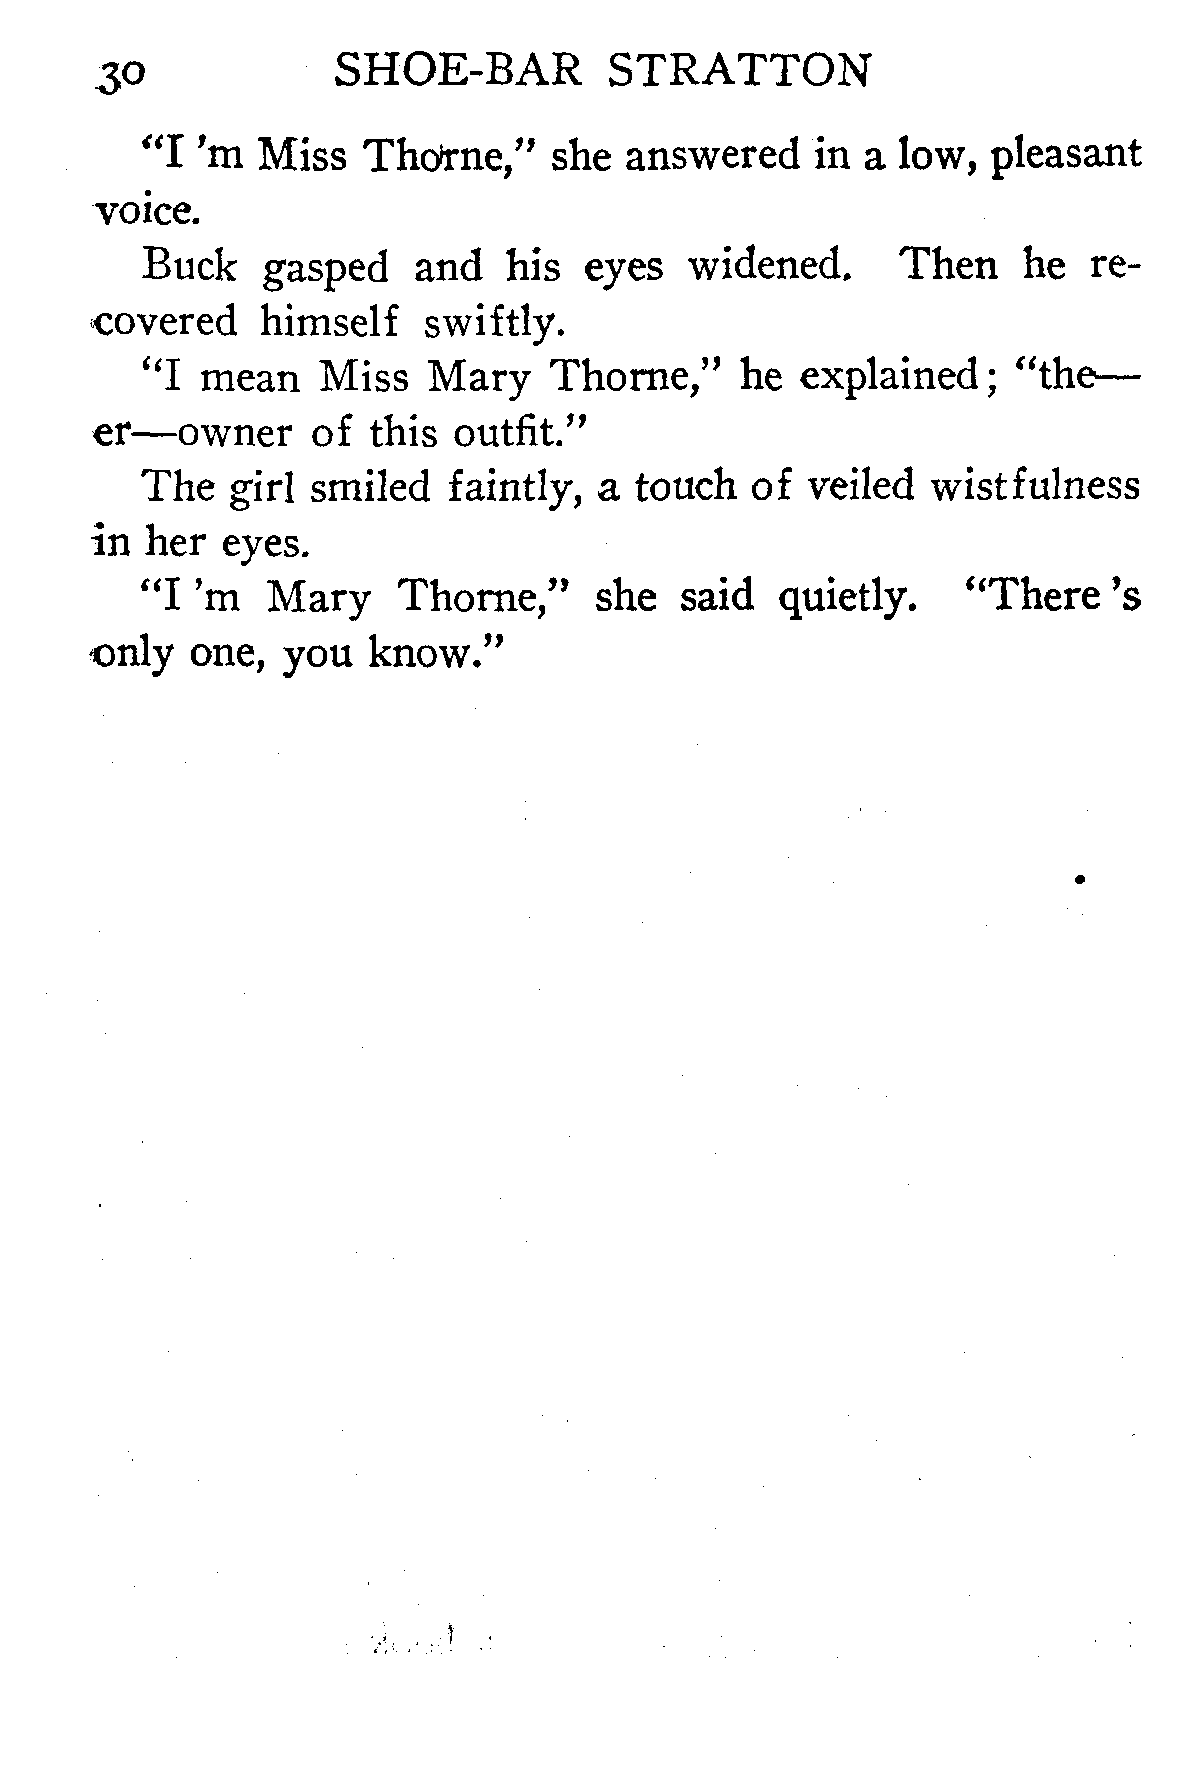 30 SHOE-BAR STRATTON
“I ’m Miss Thorne,” she answered in a low, pleasant
voice.
Buck gasped and his eyes widened. Then he re-
covered himself swiftly.
“I mean Miss Mary Thorne,” he explained; “the—
er—owner of this outfit.”
The girl smiled faintly, a touch of veiled wistfulness
in her eyes.
“I ’m Mary Thorne,” she said quietly. “There ’s
only one, you know.”